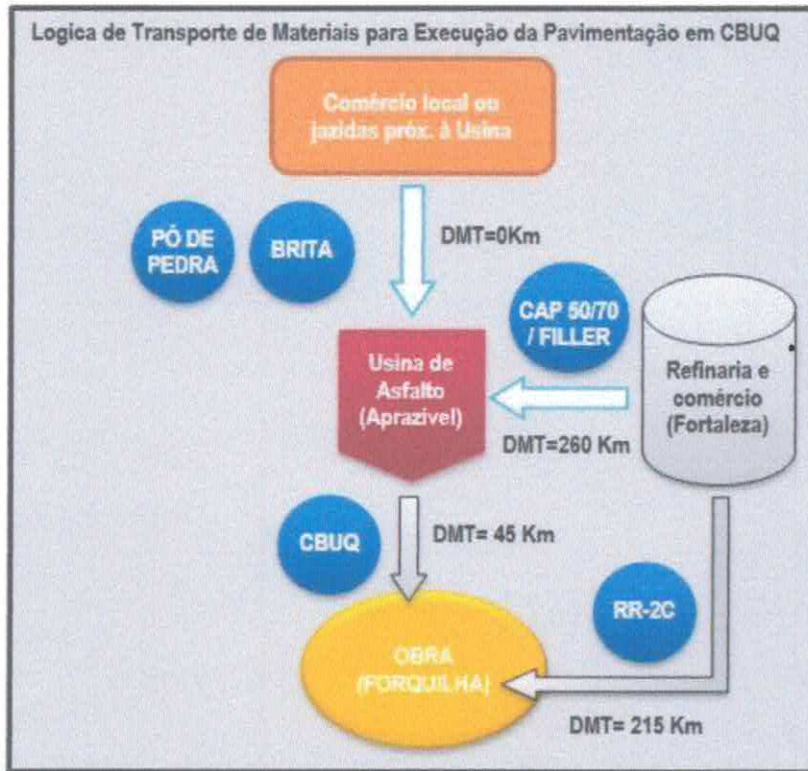 Logica de Transporte de Materiais para Execução da Pavimentação em CBUQ
Comércio local ou
jazidas próx. à Usina
DMT=0Km
PÓ DE
PEDRA
BRITA
CAP 50/70
/ FILLER
Usina de
Asfalto
(Aprazivel)
Refinaria e
comércio
(Fortaleza)
DMT=260 Km
CBUQ
DMT= 45 Km
RR-2C
OBRA
(FORQUILHA)
DMT= 215 Km